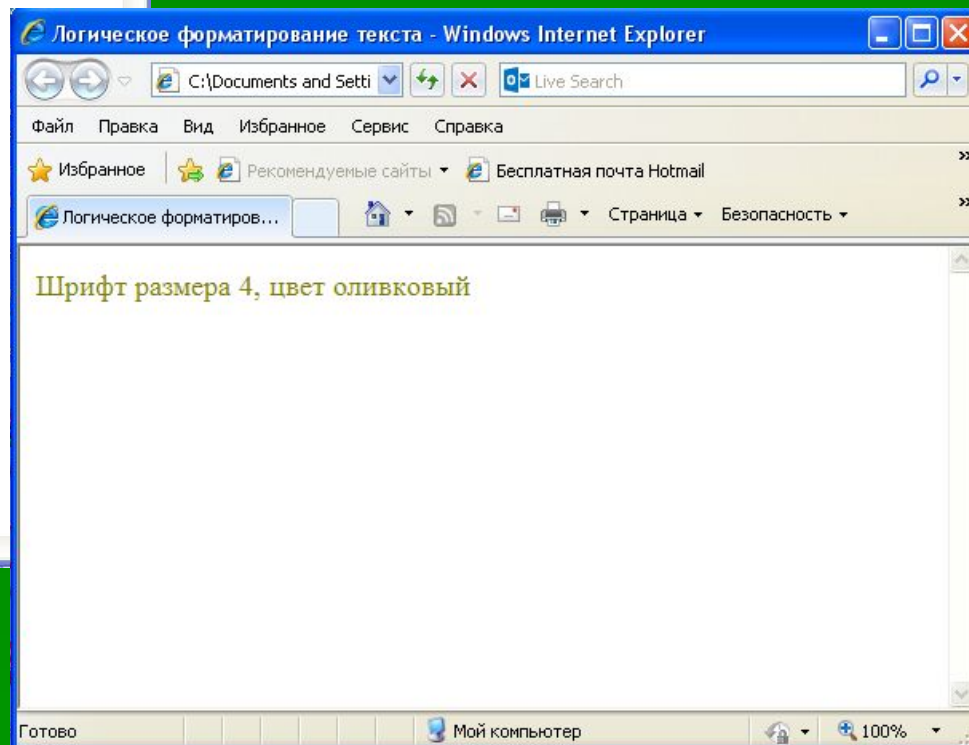 Логическое форматирование текста - Windows Internet Explorer
C:\Documents and Setti Live Search
Файл Правка Вид Избранное Сервис Справка
Избранное Рекомендуемые сайты Бесплатная почта Hotmail
Логическое форматиров... Страница Безопасность
Шрифт размера 4, цвет оливковый
Готово Мой компьютер 100%